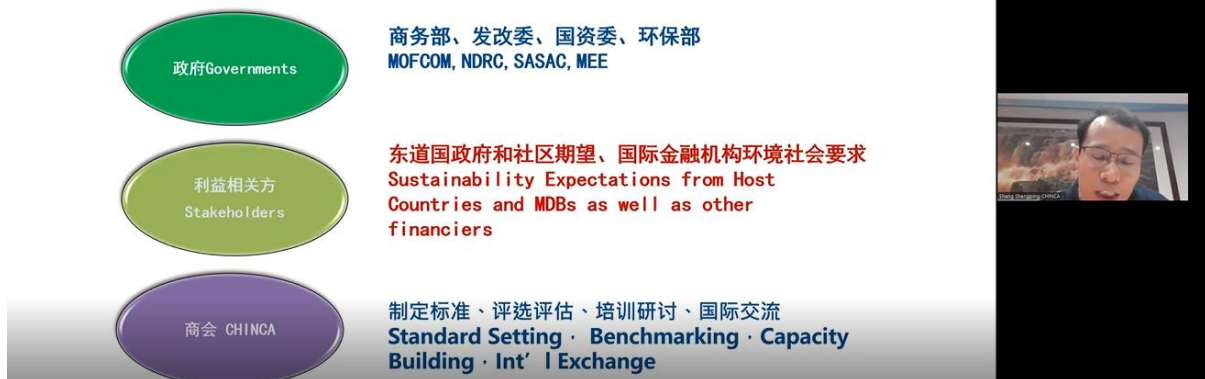 政府Governments
商务部、发改委、国资委、环保部
MOFCOM, NDRC, SASAC, MEE
利益相关方
Stakeholders
东道国政府和社区期望、国际金融机构环境社会要求
Sustainability Expectations from Host
Countries and MDBs as well as other
financiers
商会 CHINCA
制定标准、评选评估、培训研讨、国际交流
Standard Setting · Benchmarking · Capacity
Building · Int’l Exchange
Shang Shengping-CHINCA